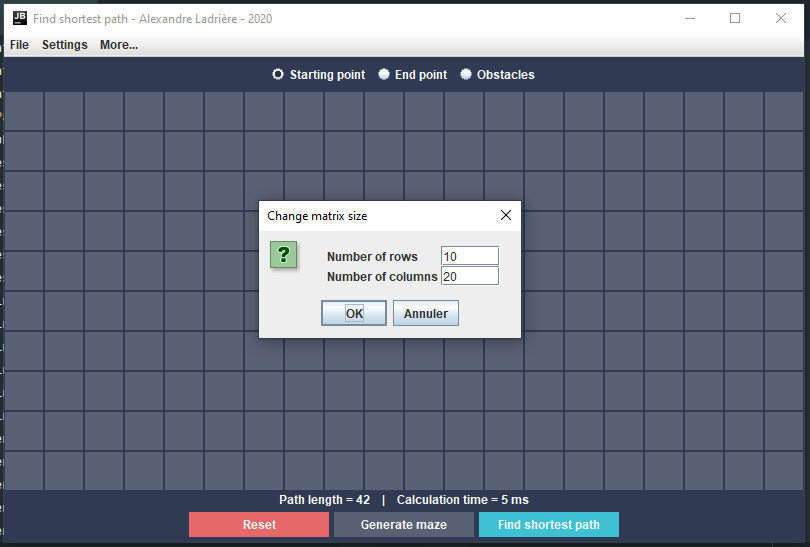 JB Find shortest path - Alexandre Ladrière - 2020
File Settings More...
Starting point End point Obstacles
Change matrix size
?
Number of rows 10
Number of columns 20
OK Annuler
Path length = 42 | Calculation time = 5 ms
Reset Generate maze Find shortest path